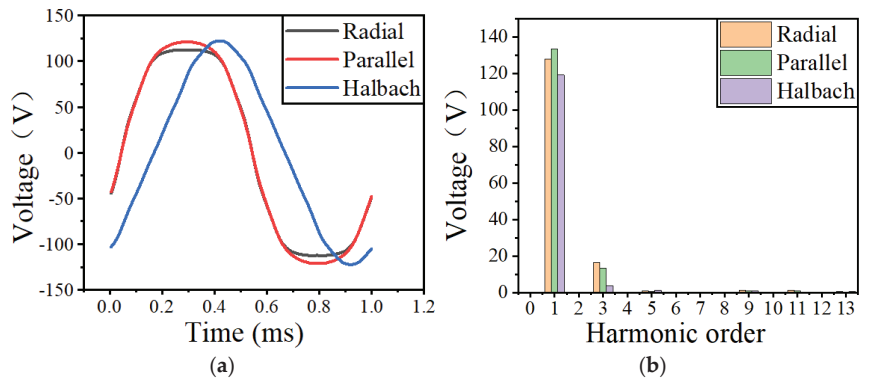 Radial
Parallel
Halbach
150
100
50
0
-50
-100
-150
Voltage（V）
0.0 0.2 0.4 0.6 0.8 1.0 1.2
Time (ms)
(a)
Radial
Parallel
Halbach
140
120
100
80
60
40
20
0
Voltage（V）
0 1 2 3 4 5 6 7 8 9 10 11 12 13
Harmonic order
(b)